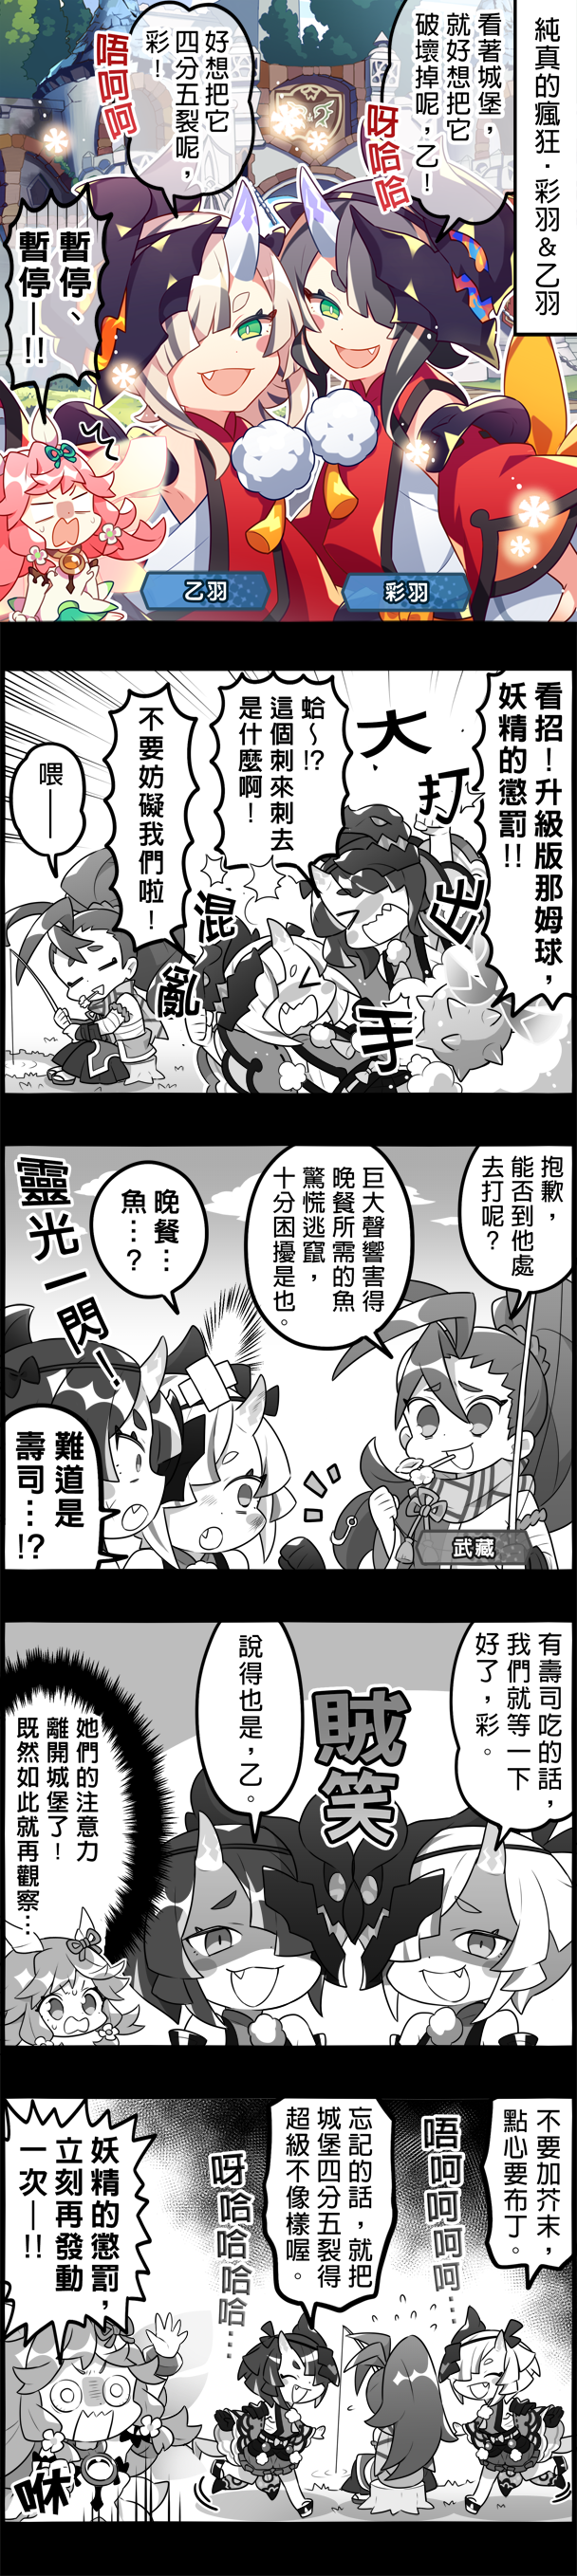 純真的瘋狂．彩羽＆乙羽
看著城堡，
就好想把它
破壞掉呢，乙！
呀哈哈
好想把它
四分五裂呢，
彩！
唔呵呵
暫停、
暫停—!!
乙羽
彩羽
看招！升級版那姆球，
妖精的懲罰!!
大打出手
蛤～!?
這個刺來刺去
是什麼啊！
混亂
不要妨礙我們啦！
喂——
抱歉，
能否到他處
去打呢？
巨大聲響害得
晚餐所需的魚
驚慌逃竄，
十分困擾是也。
晚餐…
魚…？
靈光一閃！
難道是
壽司…!?
武藏
有壽司吃的話，
我們就等一下
好了，彩。
賊笑
說得也是，乙。
她們的注意力
離開城堡了！
既然如此就再觀察…
不要加芥末，
點心要布丁。
唔呵呵呵呵…
忘記的話，就把
城堡四分五裂得
超級不像樣喔。
呀哈哈哈哈…
妖精的懲罰，
立刻再發動
一次—!!
咻